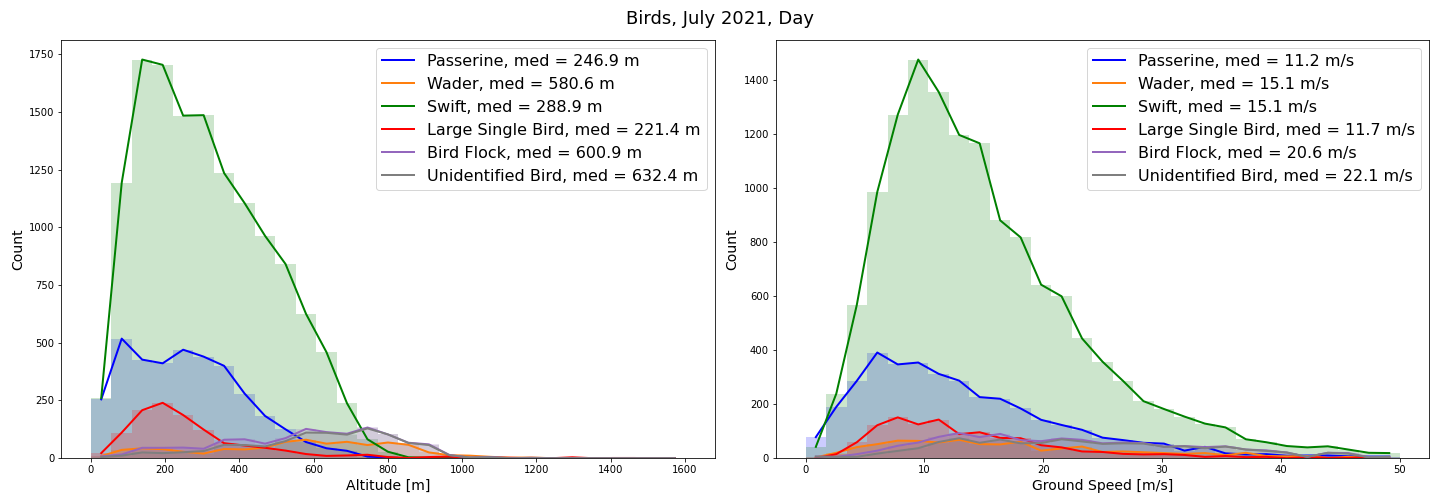 Birds, July 2021, Day
Count
1750
1500
1250
1000
750
500
250
0
Passerine, med = 246.9 m
Wader, med = 580.6 m
Swift, med = 288.9 m
Large Single Bird, med = 221.4 m
Bird Flock, med = 600.9 m
Unidentified Bird, med = 632.4 m
0 200 400 600 800 1000 1200 1400 1600
Altitude [m]
Count
1400
1200
1000
800
600
400
200
0
Passerine, med = 11.2 m/s
Wader, med = 15.1 m/s
Swift, med = 15.1 m/s
Large Single Bird, med = 11.7 m/s
Bird Flock, med = 20.6 m/s
Unidentified Bird, med = 22.1 m/s
0 10 20 30 40 50
Ground Speed [m/s]